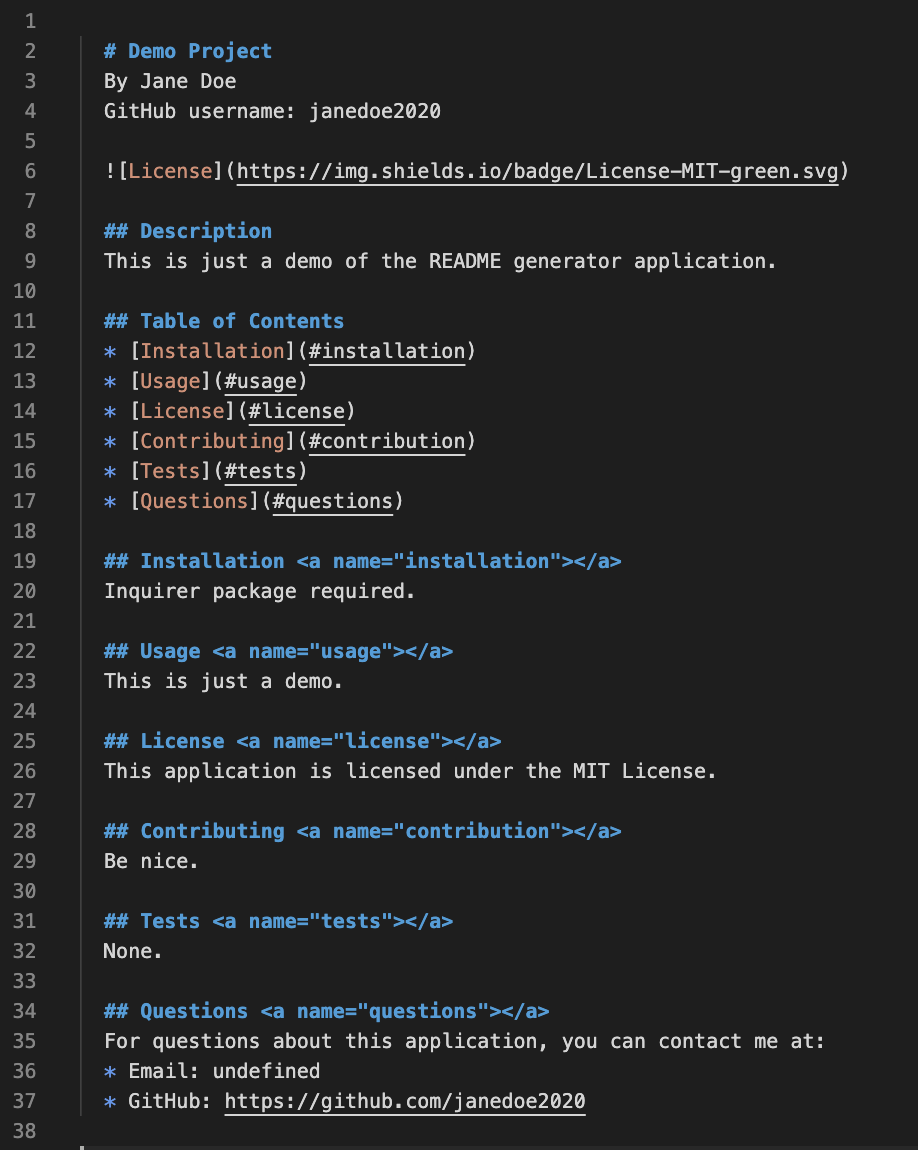 1
2 # Demo Project
3 By Jane Doe
4 GitHub username: janedoe2020
5
6 ![License](https://img.shields.io/badge/License-MIT-green.svg)
7
8 ## Description
9 This is just a demo of the README generator application.
10
11 ## Table of Contents
12 * [Installation](#installation)
13 * [Usage](#usage)
14 * [License](#license)
15 * [Contributing](#contribution)
16 * [Tests](#tests)
17 * [Questions](#questions)
18
19 ## Installation <a name="installation"></a>
20 Inquirer package required.
21
22 ## Usage <a name="usage"></a>
23 This is just a demo.
24
25 ## License <a name="license"></a>
26 This application is licensed under the MIT License.
27
28 ## Contributing <a name="contribution"></a>
29 Be nice.
30
31 ## Tests <a name="tests"></a>
32 None.
33
34 ## Questions <a name="questions"></a>
35 For questions about this application, you can contact me at:
36 * Email: undefined
37 * GitHub: https://github.com/janedoe2020
38